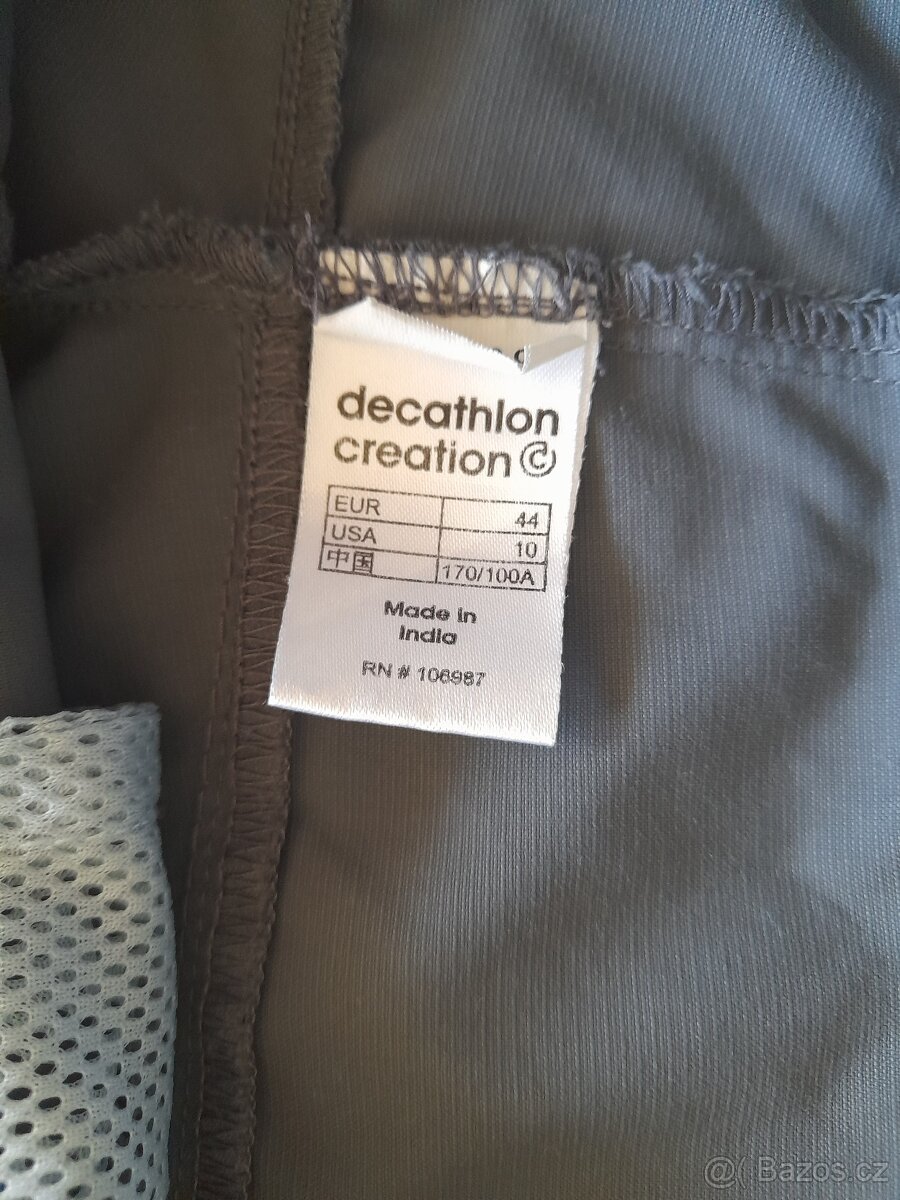 decathlon
creation ©
EUR 44
USA 10
中国 170/100A
Made in
India
RN # 106987
@( Bazos.cz